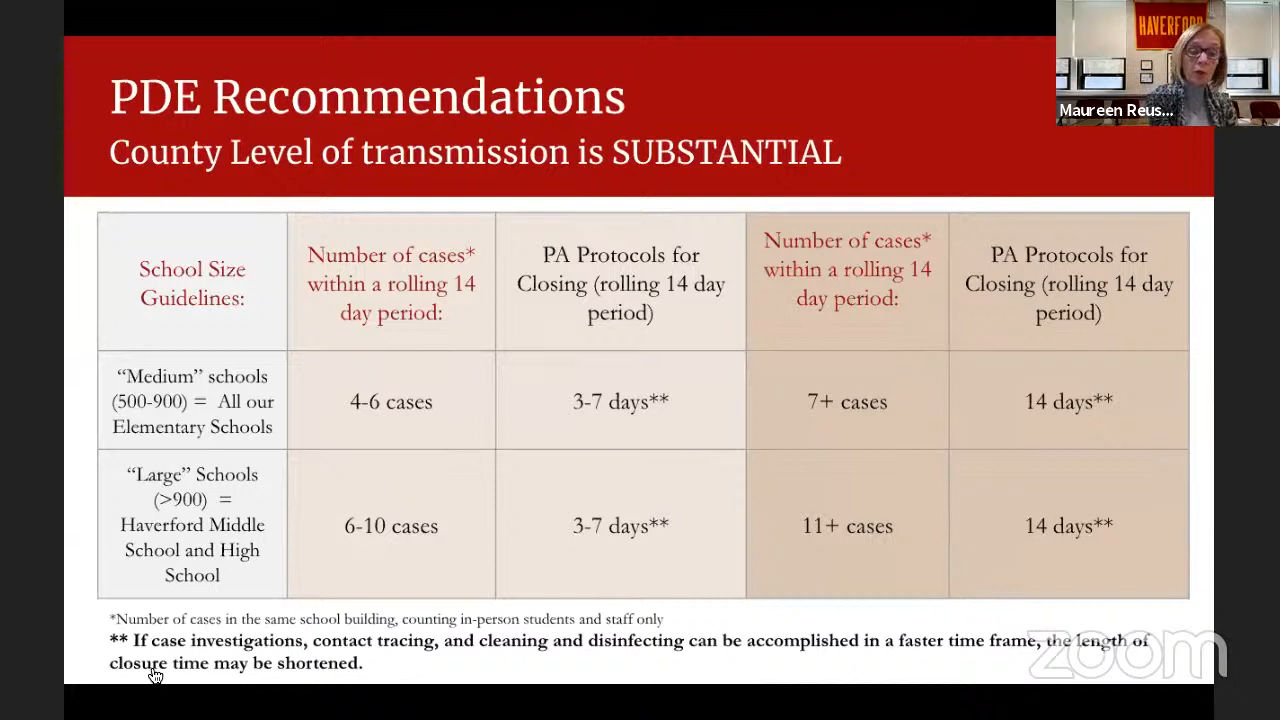 HAVERFORD
Maureen Reus...
PDE Recommendations
County Level of transmission is SUBSTANTIAL
School Size
Guidelines:
Number of cases*
within a rolling 14
day period:
PA Protocols for
Closing (rolling 14 day
period)
Number of cases*
within a rolling 14
day period:
PA Protocols for
Closing (rolling 14 day
period)
“Medium” schools
(500-900) = All our
Elementary Schools
4-6 cases
3-7 days**
7+ cases
14 days**
“Large” Schools
(>900) =
Haverford Middle
School and High
School
6-10 cases
3-7 days**
11+ cases
14 days**
*Number of cases in the same school building, counting in-person students and staff only
** If case investigations, contact tracing, and cleaning and disinfecting can be accomplished in a faster time frame, the length of
closure time may be shortened.
zoom